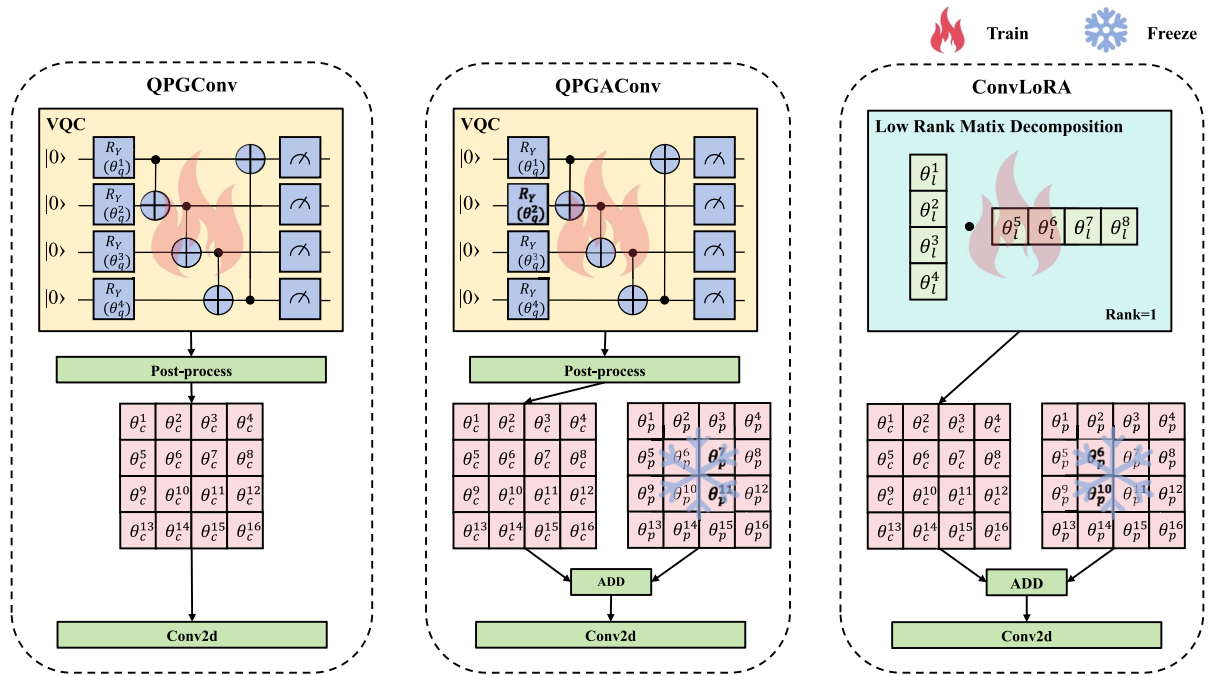 Train Freeze
QPGConv
VQC
|0⟩ R_Y (θ_q^1)
|0⟩ R_Y (θ_q^2)
|0⟩ R_Y (θ_q^3)
|0⟩ R_Y (θ_q^4)
Post-process
θ_c^1 θ_c^2 θ_c^3 θ_c^4
θ_c^5 θ_c^6 θ_c^7 θ_c^8
θ_c^9 θ_c^10 θ_c^11 θ_c^12
θ_c^13 θ_c^14 θ_c^15 θ_c^16
Conv2d
QPGAConv
VQC
|0⟩ R_Y (θ_q^1)
|0⟩ R_Y (θ_q^2)
|0⟩ R_Y (θ_q^3)
|0⟩ R_Y (θ_q^4)
Post-process
θ_c^1 θ_c^2 θ_c^3 θ_c^4
θ_c^5 θ_c^6 θ_c^7 θ_c^8
θ_c^9 θ_c^10 θ_c^11 θ_c^12
θ_c^13 θ_c^14 θ_c^15 θ_c^16
θ_p^1 θ_p^2 θ_p^3 θ_p^4
θ_p^5 θ_p^6 θ_p^7 θ_p^8
θ_p^9 θ_p^10 θ_p^11 θ_p^12
θ_p^13 θ_p^14 θ_p^15 θ_p^16
ADD
Conv2d
ConvLoRA
Low Rank Matix Decomposition
θ_l^1
θ_l^2
θ_l^3
θ_l^4
θ_l^5 θ_l^6 θ_l^7 θ_l^8
Rank=1
θ_c^1 θ_c^2 θ_c^3 θ_c^4
θ_c^5 θ_c^6 θ_c^7 θ_c^8
θ_c^9 θ_c^10 θ_c^11 θ_c^12
θ_c^13 θ_c^14 θ_c^15 θ_c^16
θ_p^1 θ_p^2 θ_p^3 θ_p^4
θ_p^5 θ_p^6 θ_p^7 θ_p^8
θ_p^9 θ_p^10 θ_p^11 θ_p^12
θ_p^13 θ_p^14 θ_p^15 θ_p^16
ADD
Conv2d